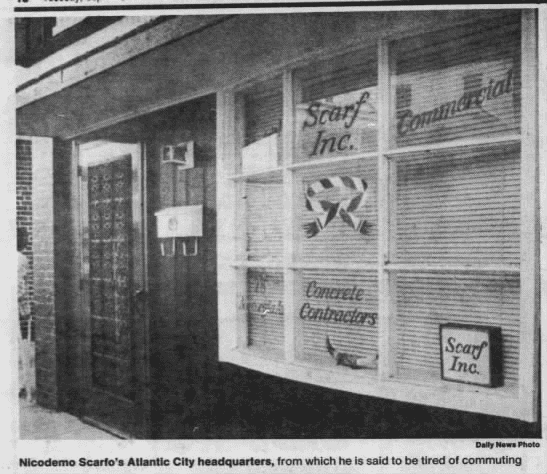 Scarf
Inc.
Commercial
Concrete
Contractors
Scarf
Inc.
Daily News Photo
Nicodemo Scarfo's Atlantic City headquarters, from which he is said to be tired of commuting